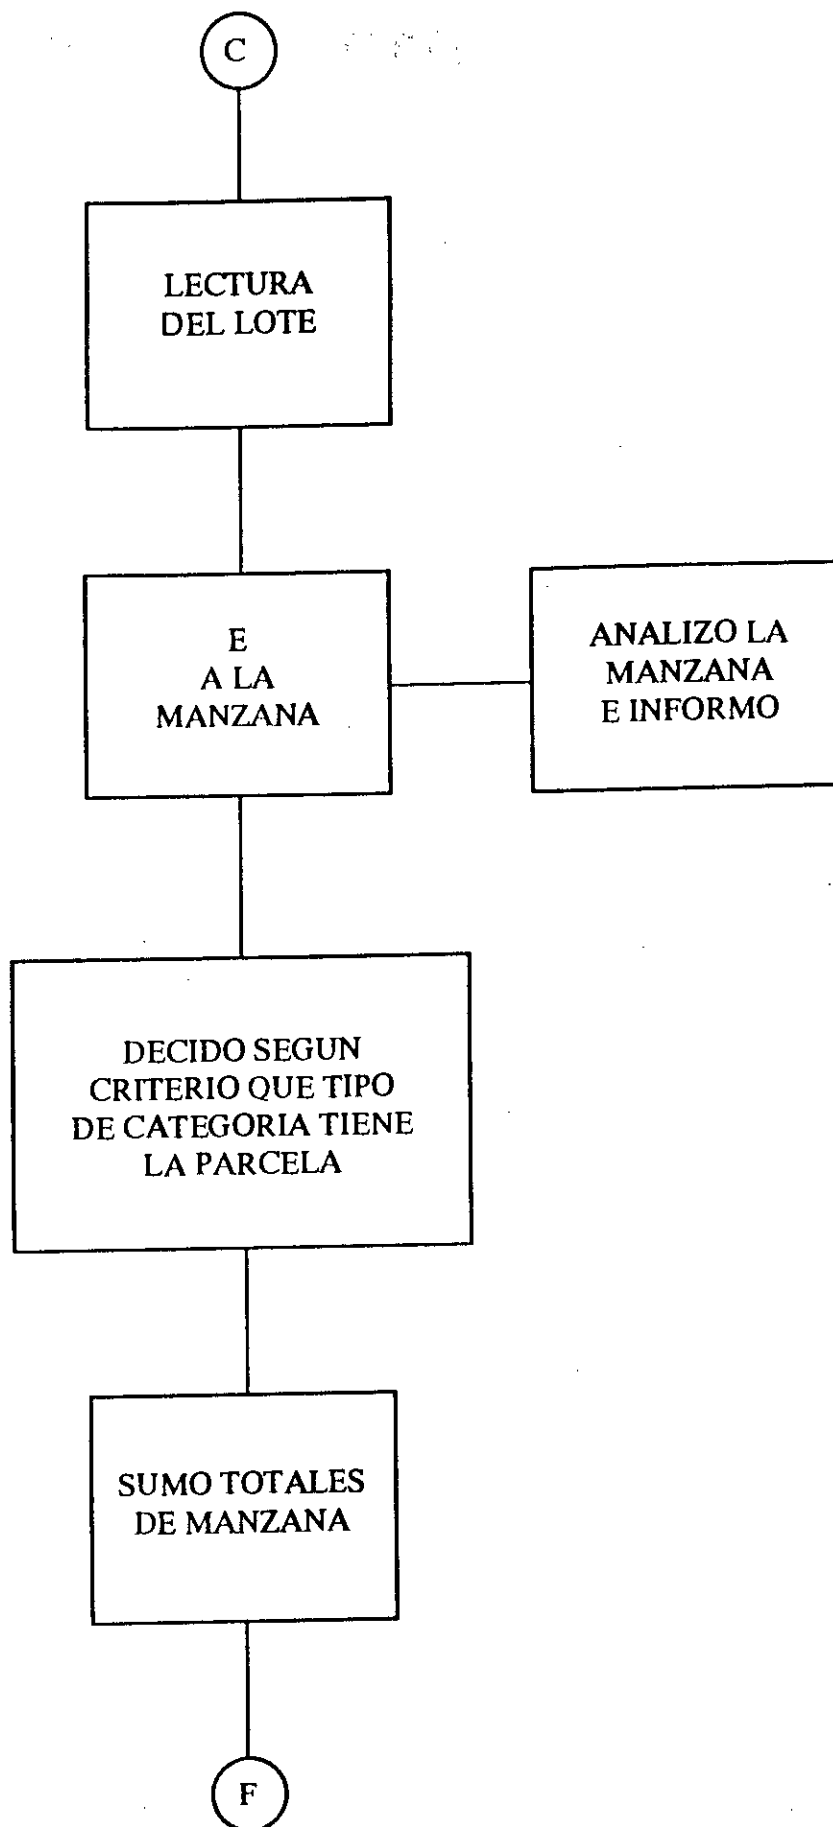 C
LECTURA
DEL LOTE
E
A LA
MANZANA
ANALIZO LA
MANZANA
E INFORMO
DECIDO SEGUN
CRITERIO QUE TIPO
DE CATEGORIA TIENE
LA PARCELA
SUMO TOTALES
DE MANZANA
F